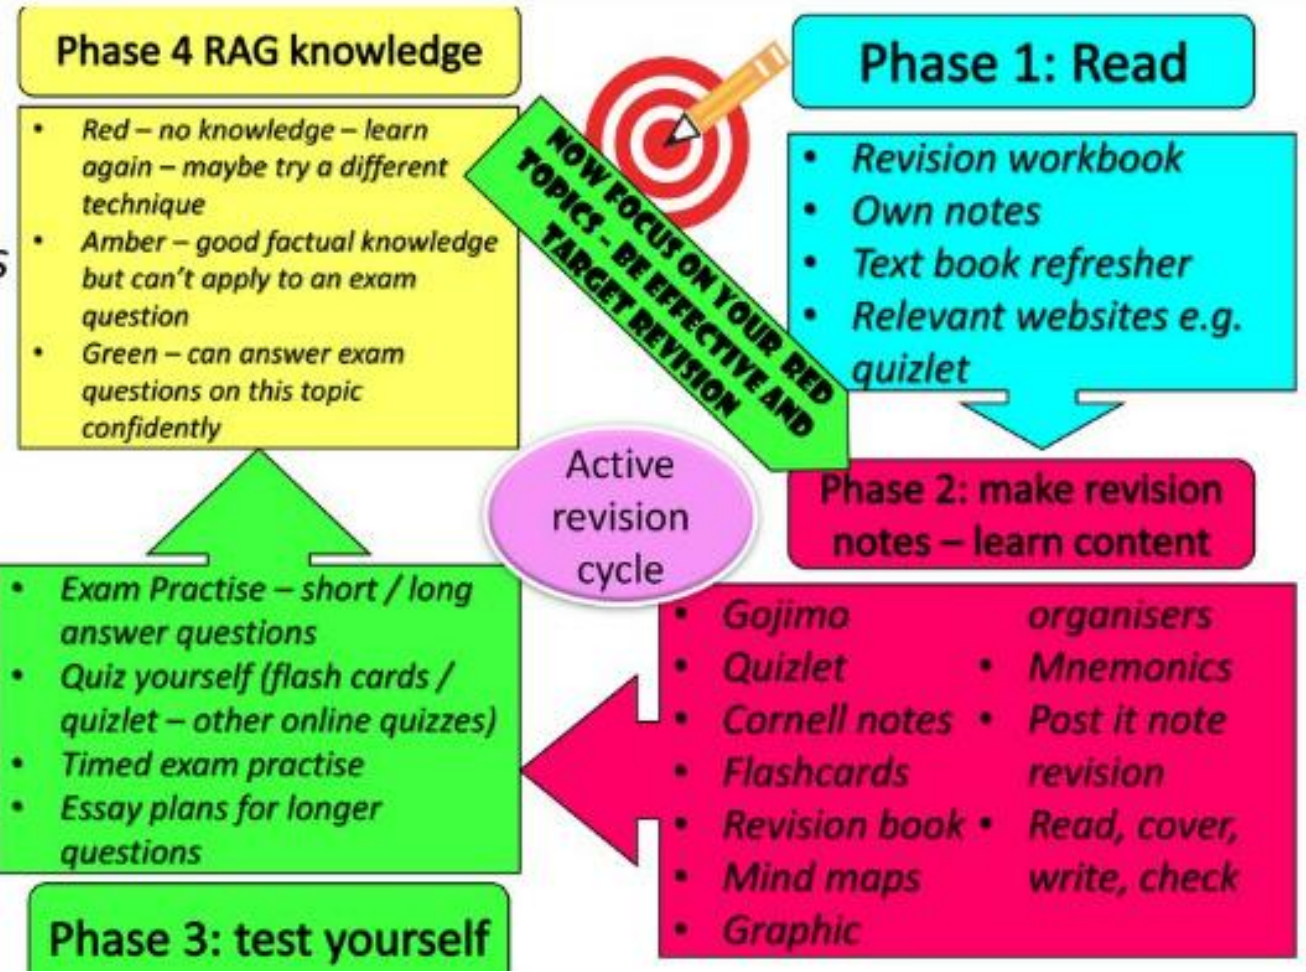 Phase 4 RAG knowledge
• Red – no knowledge – learn
again – maybe try a different
technique
• Amber – good factual knowledge
but can't apply to an exam
question
• Green – can answer exam
questions on this topic
confidently
s
NOW FOCUS ON YOUR RED
TOPICS - BE EFFECTIVE AND
TARGET REVISION
Phase 1: Read
• Revision workbook
• Own notes
• Text book refresher
• Relevant websites e.g.
quizlet
Active
revision
cycle
Phase 2: make revision
notes – learn content
• Gojimo
• Quizlet
• Cornell notes
• Flashcards
• Revision book
• Mind maps
• Graphic
organisers
• Mnemonics
• Post it note
revision
• Read, cover,
write, check
• Exam Practise – short / long
answer questions
• Quiz yourself (flash cards /
quizlet – other online quizzes)
• Timed exam practise
• Essay plans for longer
questions
Phase 3: test yourself